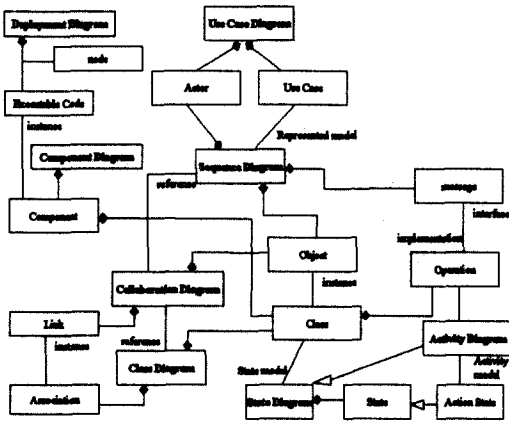 Deployment Diagram
Use Case Diagram
node
Actor
Use Case
Executable Code
instance
Represented model
Component Diagram
Sequence Diagram
reference
message
Component
interface
implementation
Object
Operation
Collaboration Diagram
instance
Link
Class
instance
reference
Activity Diagram
Class Diagram
State model
Activity
model
Association
State Diagram
State
Action State